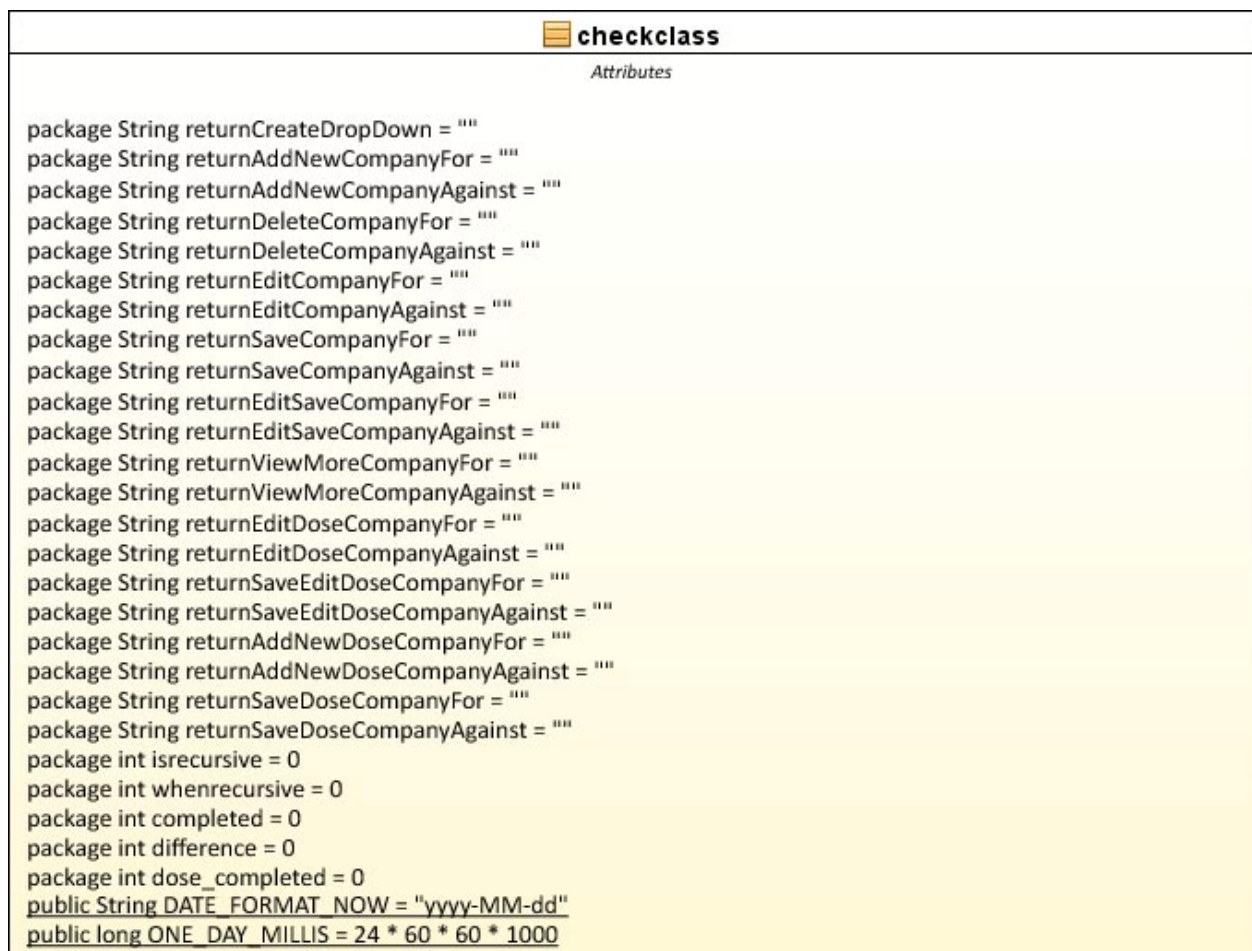 checkclass
Attributes
package String returnCreateDropDown = ""
package String returnAddNewCompanyFor = ""
package String returnAddNewCompanyAgainst = ""
package String returnDeleteCompanyFor = ""
package String returnDeleteCompanyAgainst = ""
package String returnEditCompanyFor = ""
package String returnEditCompanyAgainst = ""
package String returnSaveCompanyFor = ""
package String returnSaveCompanyAgainst = ""
package String returnEditSaveCompanyFor = ""
package String returnEditSaveCompanyAgainst = ""
package String returnViewMoreCompanyFor = ""
package String returnViewMoreCompanyAgainst = ""
package String returnEditDoseCompanyFor = ""
package String returnEditDoseCompanyAgainst = ""
package String returnSaveEditDoseCompanyFor = ""
package String returnSaveEditDoseCompanyAgainst = ""
package String returnAddNewDoseCompanyFor = ""
package String returnAddNewDoseCompanyAgainst = ""
package String returnSaveDoseCompanyFor = ""
package String returnSaveDoseCompanyAgainst = ""
package int isrecursive = 0
package int whenrecursive = 0
package int completed = 0
package int difference = 0
package int dose_completed = 0
public String DATE_FORMAT_NOW = "yyyy-MM-dd"
public long ONE_DAY_MILLIS = 24 * 60 * 60 * 1000